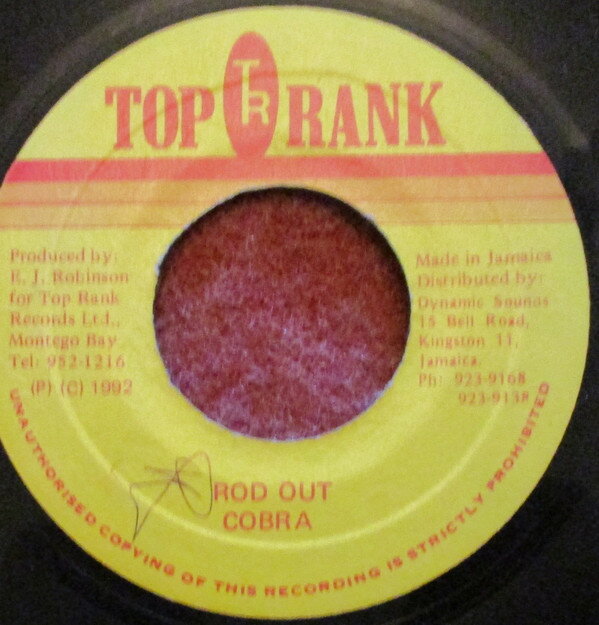 TOP TR RANK
Produced by:
E. J. Robinson
for Top Rank
Records Ltd.,
Montego Bay
Tel: 952-1216
(P) (C) 1992
Made in Jamaica
Distributed by:
Dynamic Sounds
15 Bell Road,
Kingston 11,
Jamaica.
Ph: 923-9168
923-9138
ROD OUT
COBRA
UNAUTHORISED COPYING OF THIS RECORDING IS STRICTLY PROHIBITED